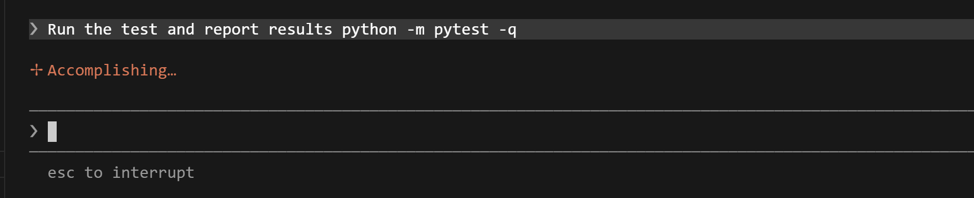 ❯ Run the test and report results python -m pytest -q
✢ Accomplishing…
❯
esc to interrupt